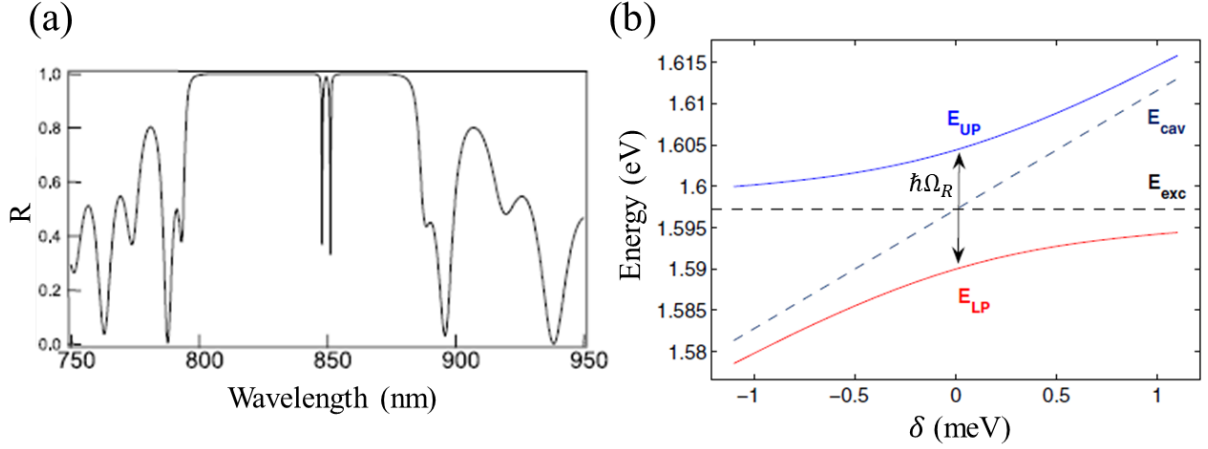 (a)
R
1.0
0.8
0.6
0.4
0.2
0.0
750
800
850
900
950
Wavelength (nm)
(b)
Energy (eV)
1.615
1.61
1.605
1.6
1.595
1.59
1.585
1.58
E_UP
E_cav
ℏΩ_R
E_exc
E_LP
−1
−0.5
0
0.5
1
δ (meV)